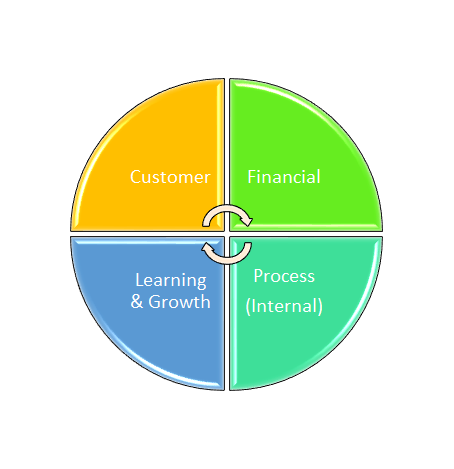 Customer
Financial
Learning
& Growth
Process
(Internal)